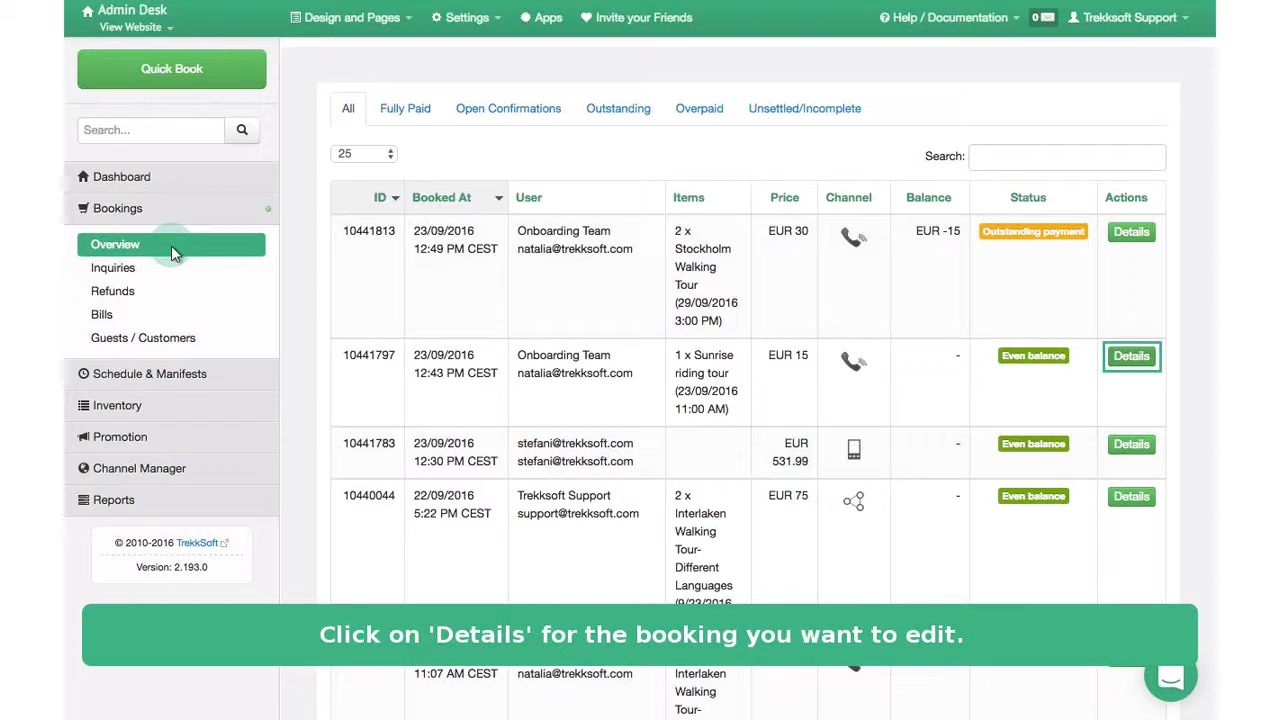 Admin Desk
View Website
Design and Pages
Settings
Apps
Invite your Friends
Help / Documentation
0
Trekksoft Support
Quick Book
Search...
Dashboard
Bookings
Overview
Inquiries
Refunds
Bills
Guests / Customers
Schedule & Manifests
Inventory
Promotion
Channel Manager
Reports
© 2010-2016 TrekkSoft
Version: 2.193.0
All
Fully Paid
Open Confirmations
Outstanding
Overpaid
Unsettled/Incomplete
25
Search:
ID
Booked At
User
Items
Price
Channel
Balance
Status
Actions
10441813
23/09/2016
12:49 PM CEST
Onboarding Team
natalia@trekksoft.com
2 x
Stockholm
Walking
Tour
(29/09/2016
3:00 PM)
EUR 30
EUR -15
Outstanding payment
Details
10441797
23/09/2016
12:43 PM CEST
Onboarding Team
natalia@trekksoft.com
1 x Sunrise
riding tour
(23/09/2016
11:00 AM)
EUR 15
-
Even balance
Details
10441783
23/09/2016
12:30 PM CEST
stefani@trekksoft.com
stefani@trekksoft.com
EUR
531.99
-
Even balance
Details
10440044
22/09/2016
5:22 PM CEST
Trekksoft Support
support@trekksoft.com
2 x
Interlaken
Walking
Tour-
Different
Languages
(9/23/2016
EUR 75
-
Even balance
Details
Click on 'Details' for the booking you want to edit.
11:07 AM CEST
natalia@trekksoft.com
Interlaken
Walking
Tour-